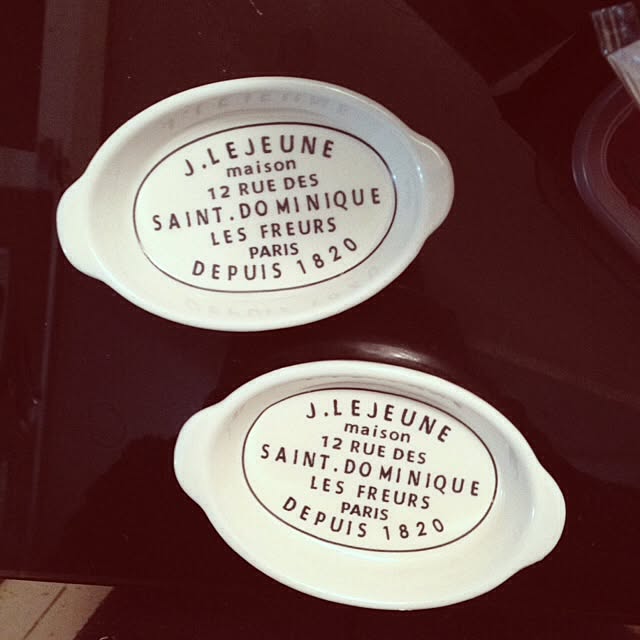 J.LEJEUNE
maison
12 RUE DES
SAINT.DOMINIQUE
LES FREURS
PARIS
DEPUIS 1820
J.LEJEUNE
maison
12 RUE DES
SAINT.DOMINIQUE
LES FREURS
PARIS
DEPUIS 1820